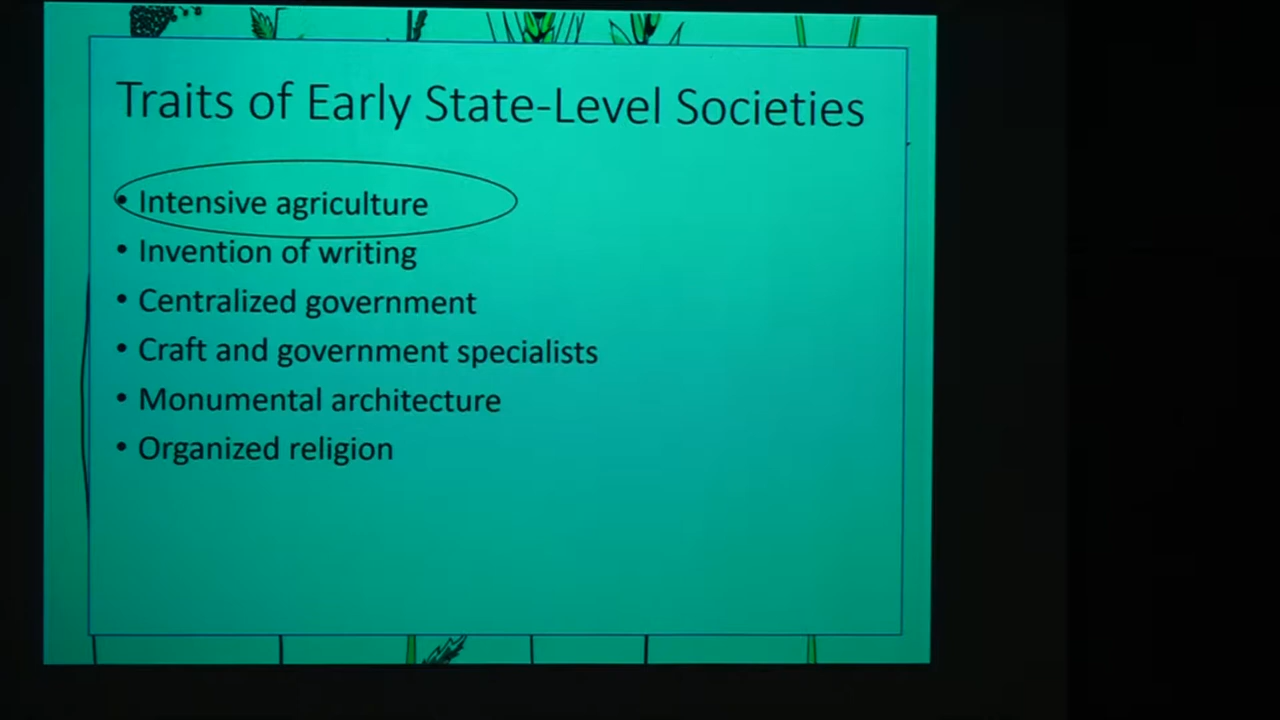 Traits of Early State-Level Societies
• Intensive agriculture
• Invention of writing
• Centralized government
• Craft and government specialists
• Monumental architecture
• Organized religion